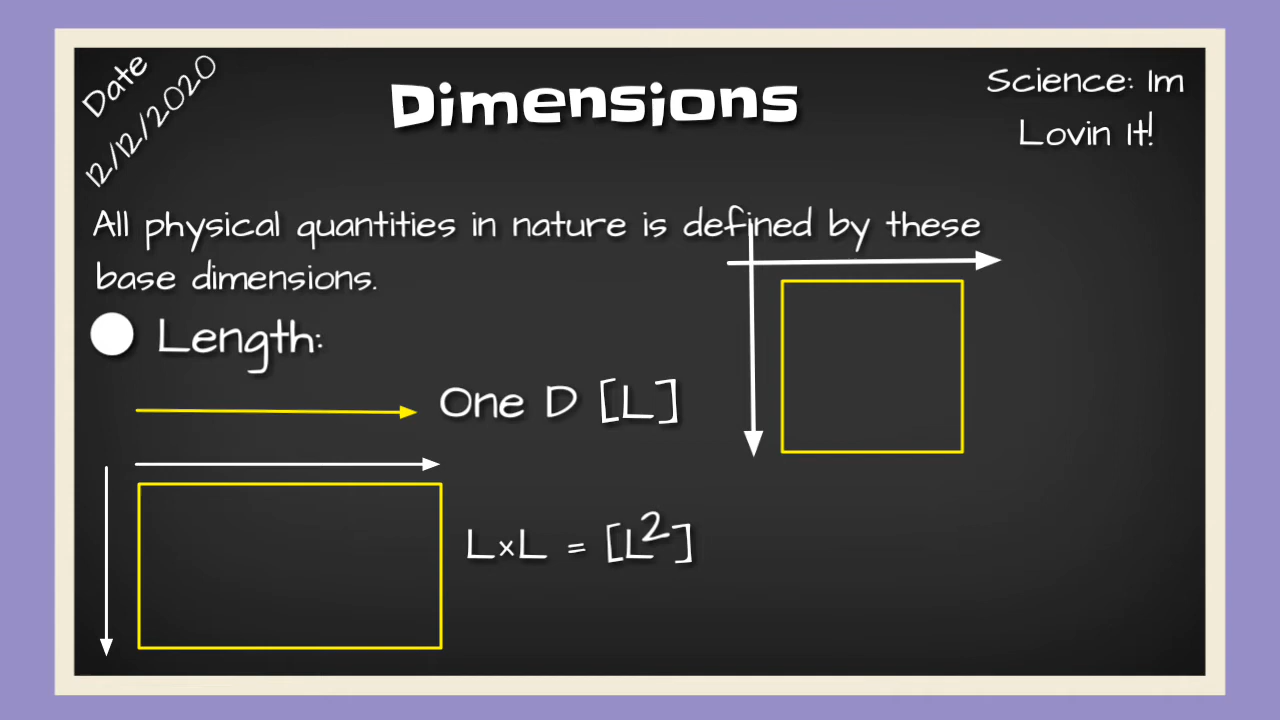 Date
12/12/2020
Dimensions
Science: Im
Lovin It!
All physical quantities in nature is defined by these
base dimensions.
Length:
One D [L]
L×L = [L²]